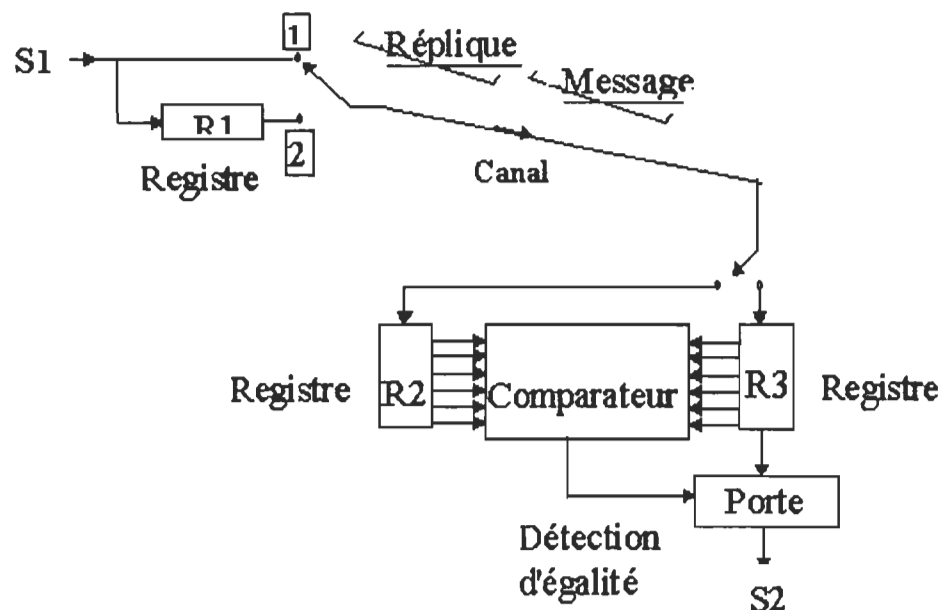 1
Réplique
S1
Message
R1
2
Registre
Canal
Registre
R2
Comparateur
R3
Registre
Porte
Détection
d'égalité
S2